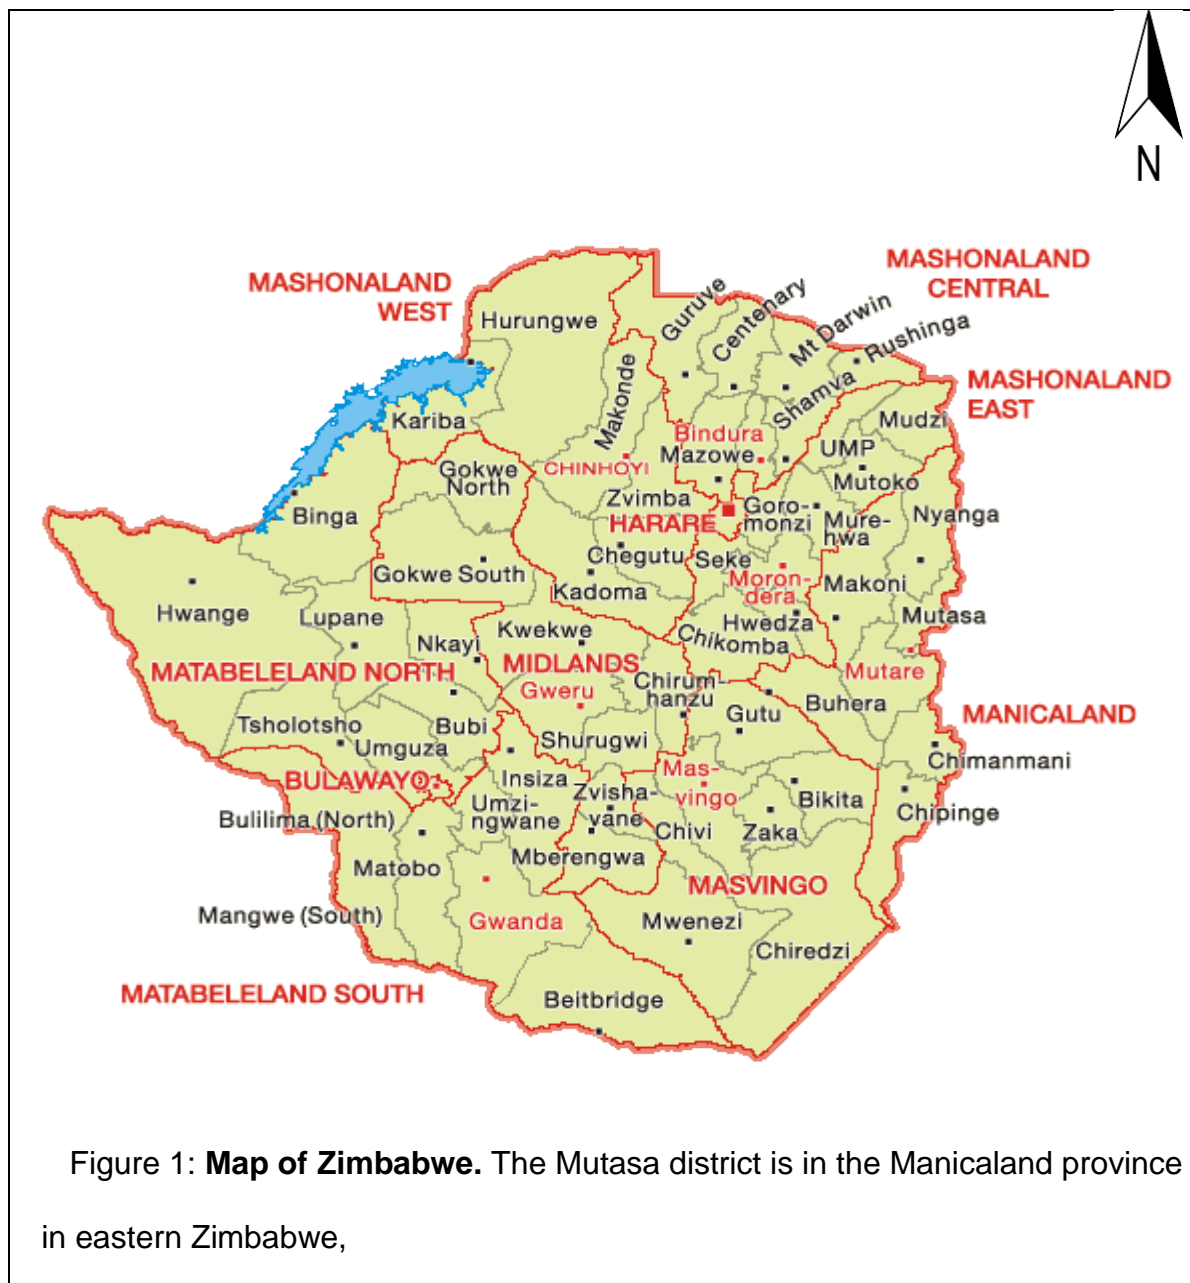 N
MASHONALAND
CENTRAL
MASHONALAND
WEST
Hurungwe
Guruve
Centenary
Mt Darwin
Rushinga
MASHONALAND
EAST
Makonde
Shamva
Mudzi
Kariba
Bindura
UMP
Mazowe
Gokwe
North
CHINHOYI
Mutoko
Zvimba
Goro-
monzi
Binga
HARARE
Mure-
hwa
Nyanga
Chegutu
Seke
Gokwe South
Kadoma
Moron-
dera
Makoni
Hwange
Lupane
Hwedza
Mutasa
Nkayi
Kwekwe
Chikomba
MATABELELAND NORTH
MIDLANDS
Mutare
Gweru
Chirum-
hanzu
Buhera
Tsholotsho
Bubi
Gutu
MANICALAND
Umguza
Shurugwi
Chimanmani
BULAWAYO
Insiza
Mas-
vingo
Zvisha-
vane
Bikita
Umzi-
ngwane
Chipinge
Bulilima (North)
Chivi
Zaka
Matobo
Mberengwa
MASVINGO
Mangwe (South)
Gwanda
Mwenezi
Chiredzi
MATABELELAND SOUTH
Beitbridge
Figure 1: Map of Zimbabwe. The Mutasa district is in the Manicaland province
in eastern Zimbabwe,